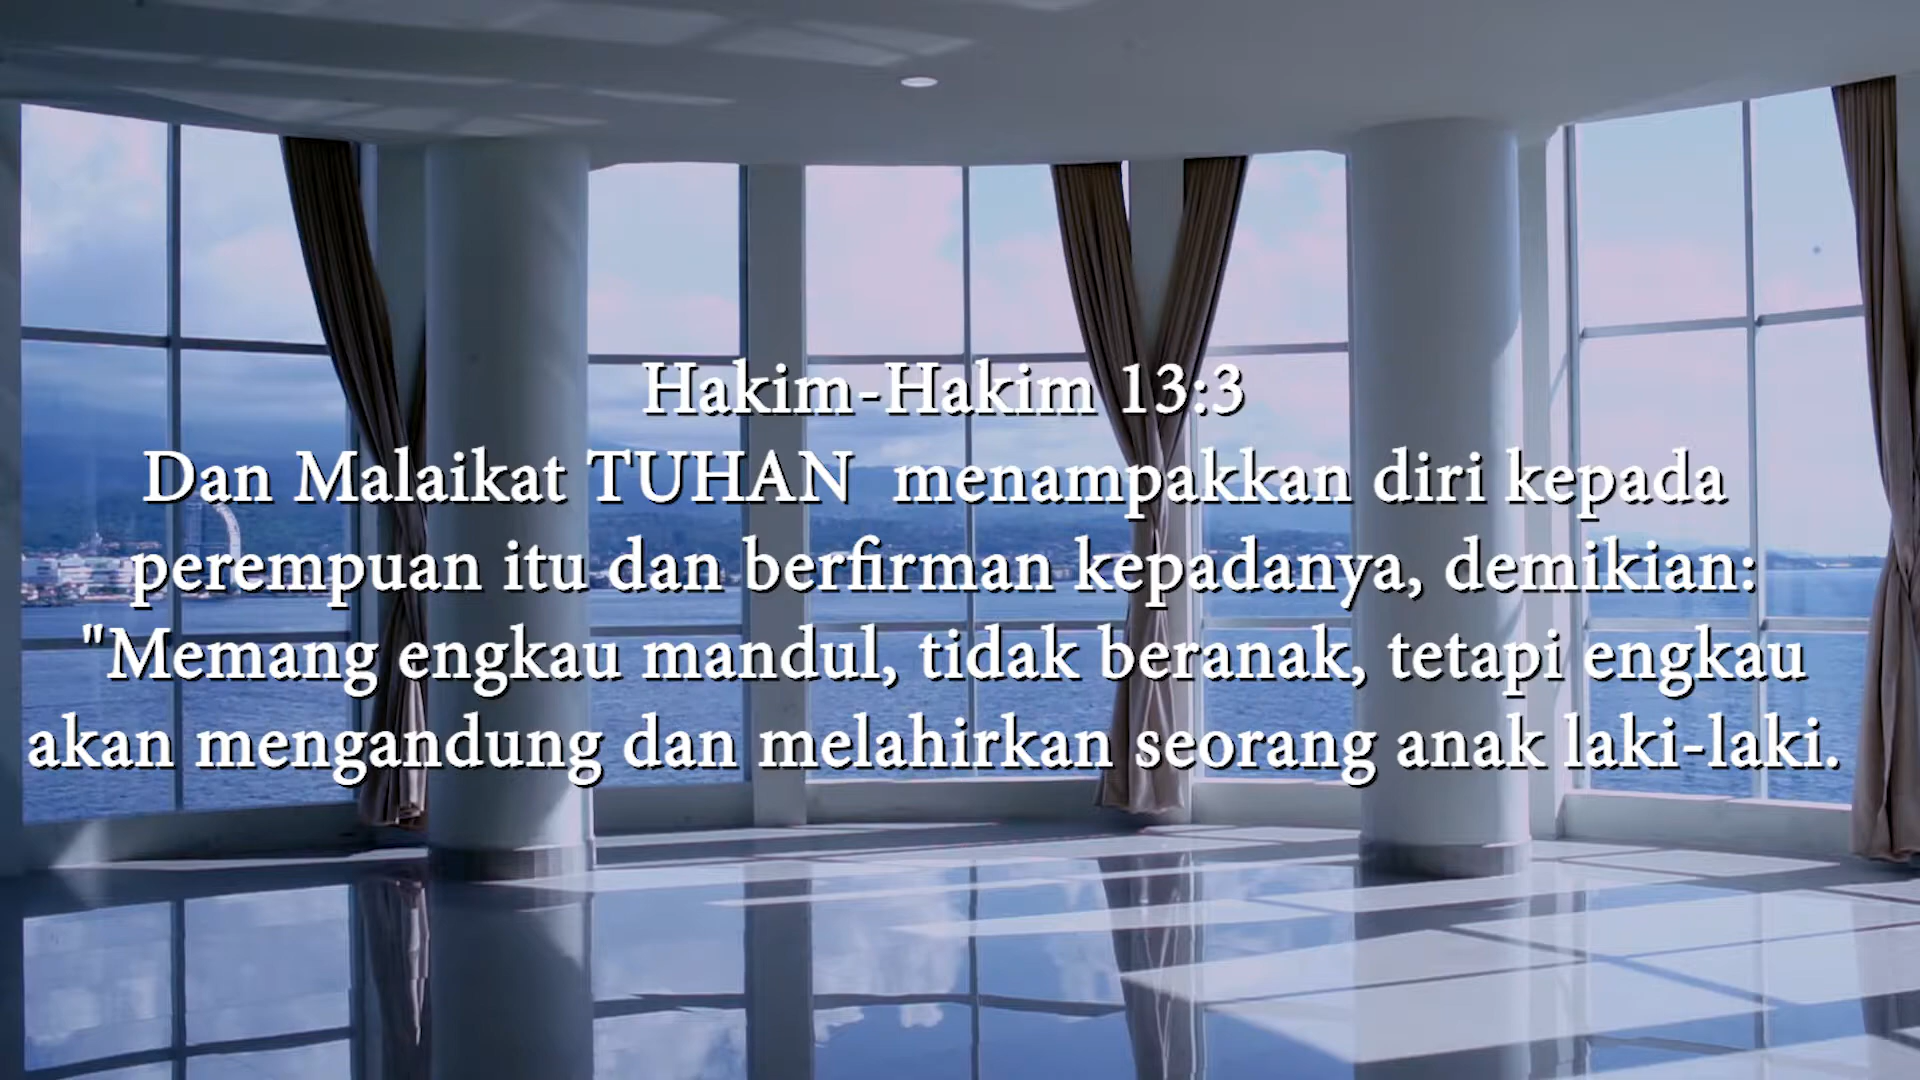 Hakim-Hakim 13:3
Dan Malaikat TUHAN  menampakkan diri kepada
perempuan itu dan berfirman kepadanya, demikian:
"Memang engkau mandul, tidak beranak, tetapi engkau
akan mengandung dan melahirkan seorang anak laki-laki.